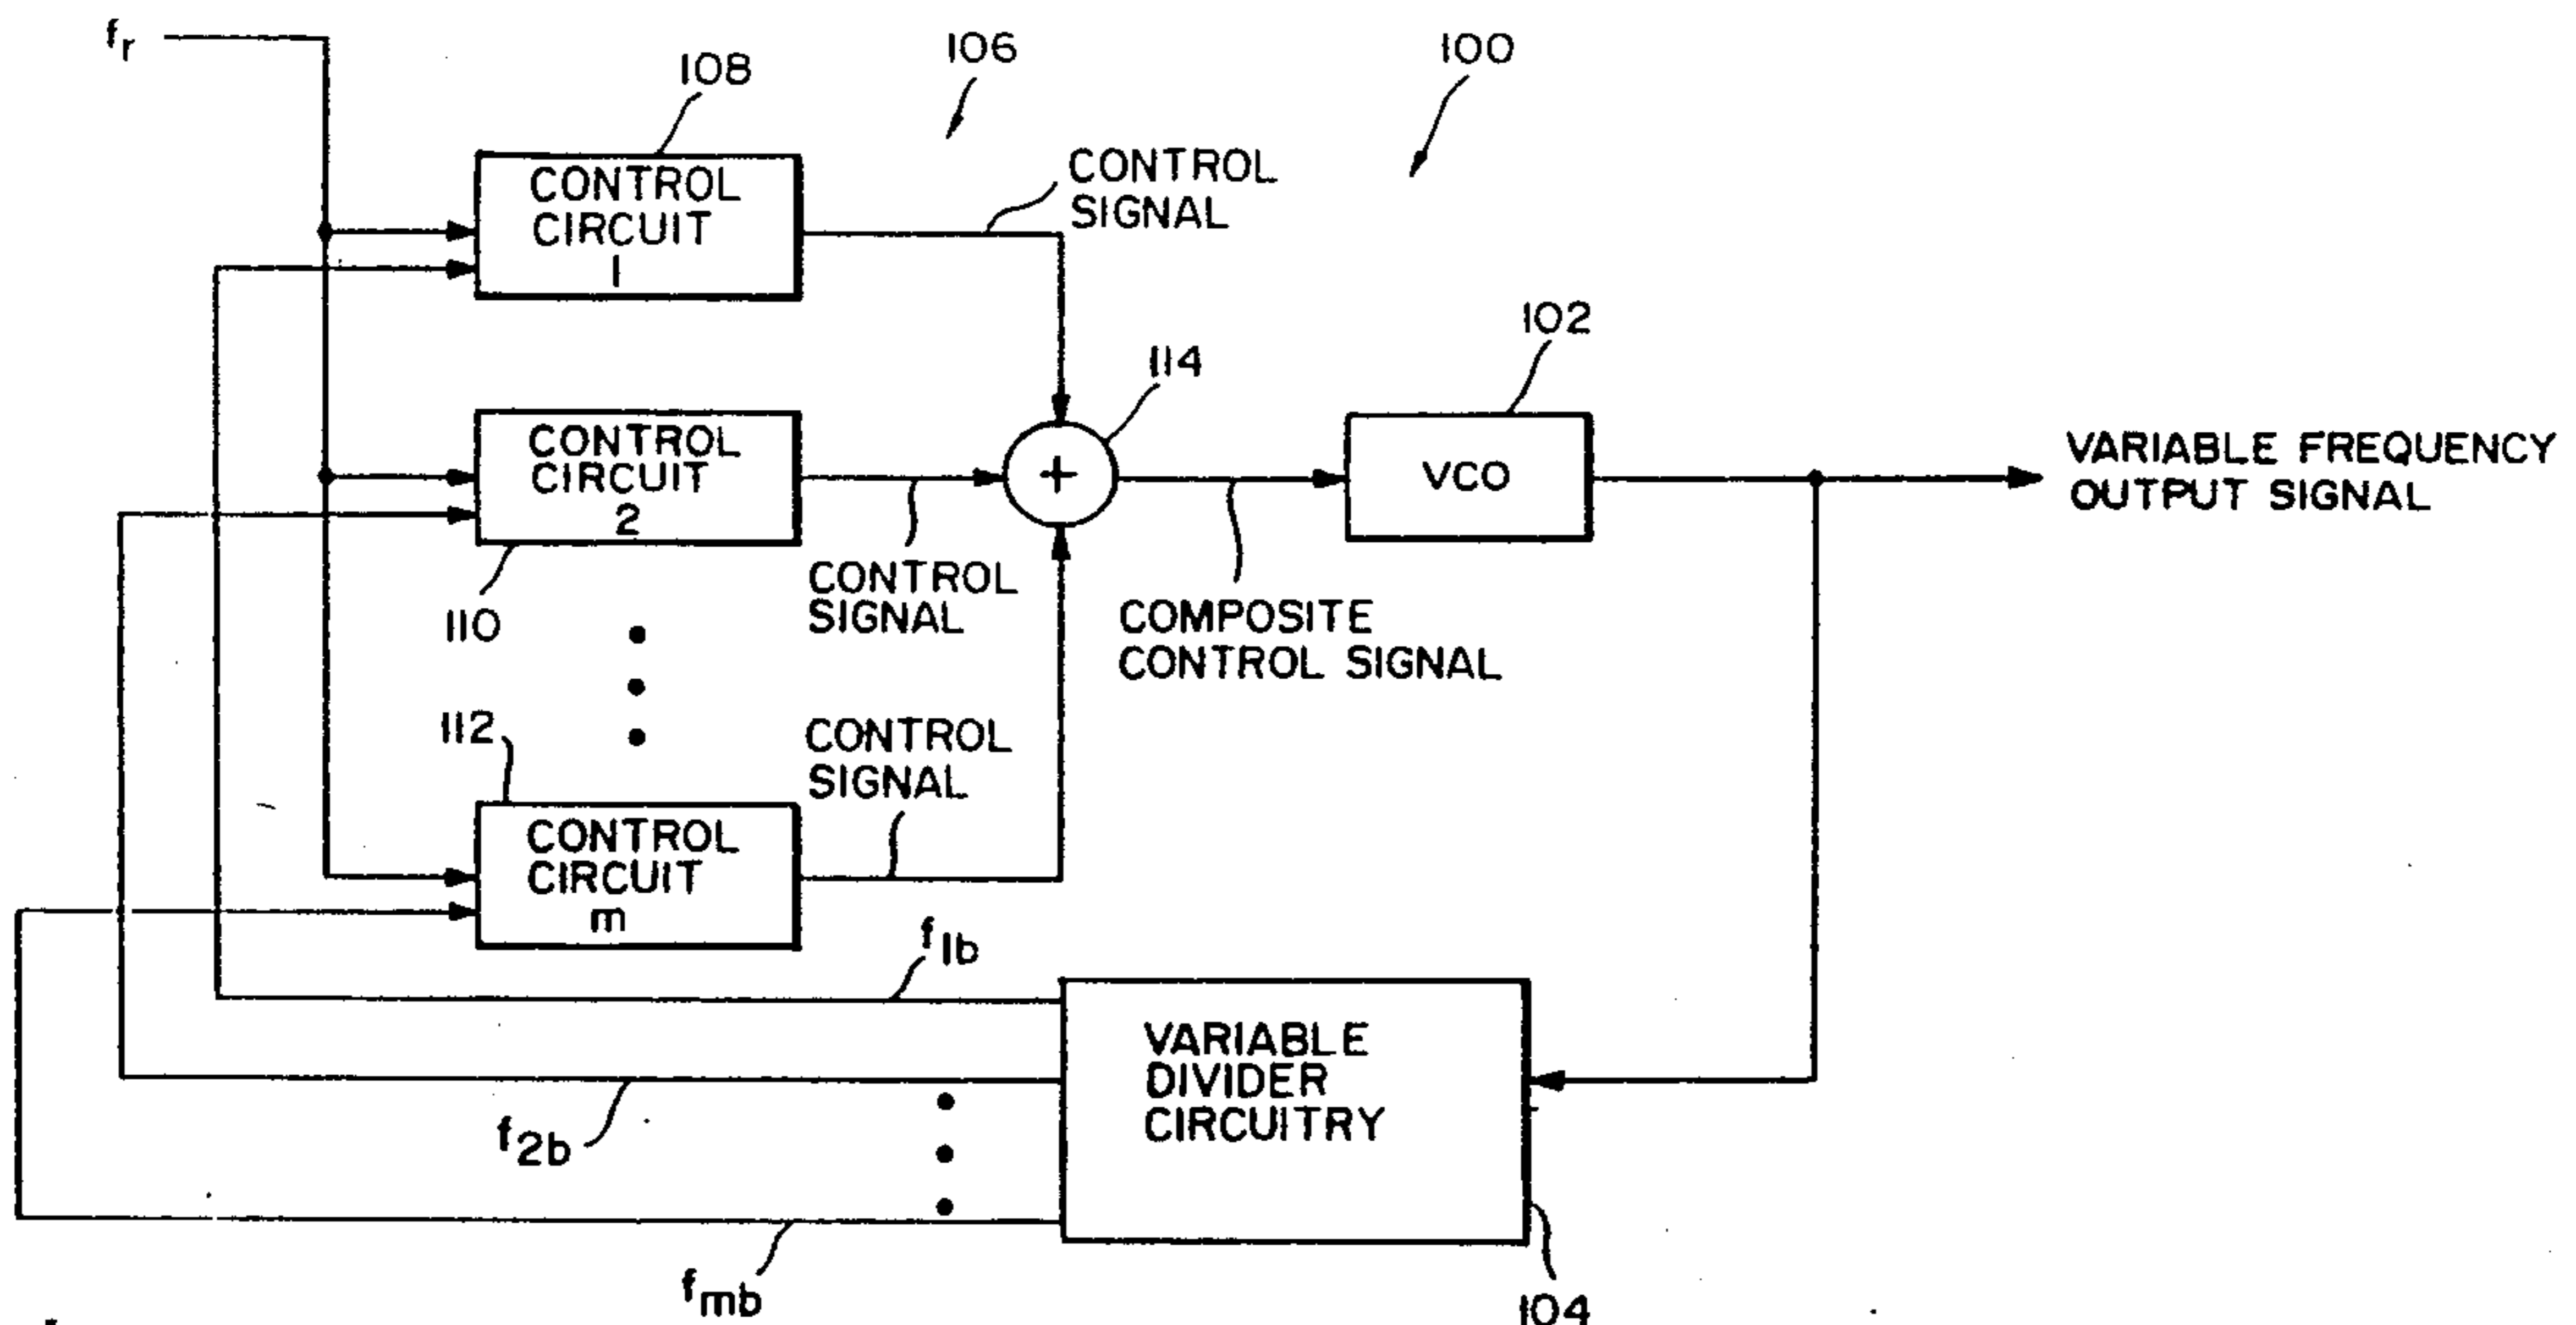 fr
108
106
100
CONTROL
CIRCUIT
1
CONTROL
SIGNAL
102
114
CONTROL
CIRCUIT
2
+
VCO
VARIABLE FREQUENCY
OUTPUT SIGNAL
110
CONTROL
SIGNAL
COMPOSITE
CONTROL SIGNAL
112
CONTROL
SIGNAL
CONTROL
CIRCUIT
m
f1b
VARIABLE
DIVIDER
CIRCUITRY
f2b
fmb
104